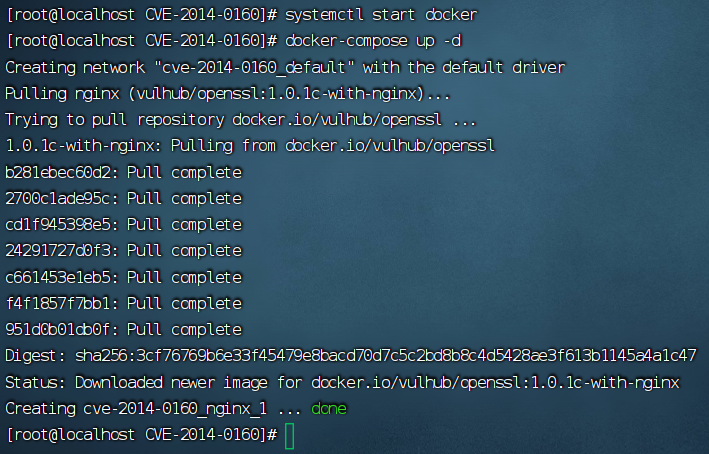 [root@localhost CVE-2014-0160]# systemctl start docker
[root@localhost CVE-2014-0160]# docker-compose up -d
Creating network "cve-2014-0160_default" with the default driver
Pulling nginx (vulhub/openssl:1.0.1c-with-nginx)...
Trying to pull repository docker.io/vulhub/openssl ...
1.0.1c-with-nginx: Pulling from docker.io/vulhub/openssl
b281ebec60d2: Pull complete
2700c1ade95c: Pull complete
cd1f945398e5: Pull complete
24291727d0f3: Pull complete
c661453e1eb5: Pull complete
f4f1857f7bb1: Pull complete
951d0b01db0f: Pull complete
Digest: sha256:3cf76769b6e33f45479e8bacd70d7c5c2bd8b8c4d5428ae3f613b1145a4a1c47
Status: Downloaded newer image for docker.io/vulhub/openssl:1.0.1c-with-nginx
Creating cve-2014-0160_nginx_1 ... done
[root@localhost CVE-2014-0160]#